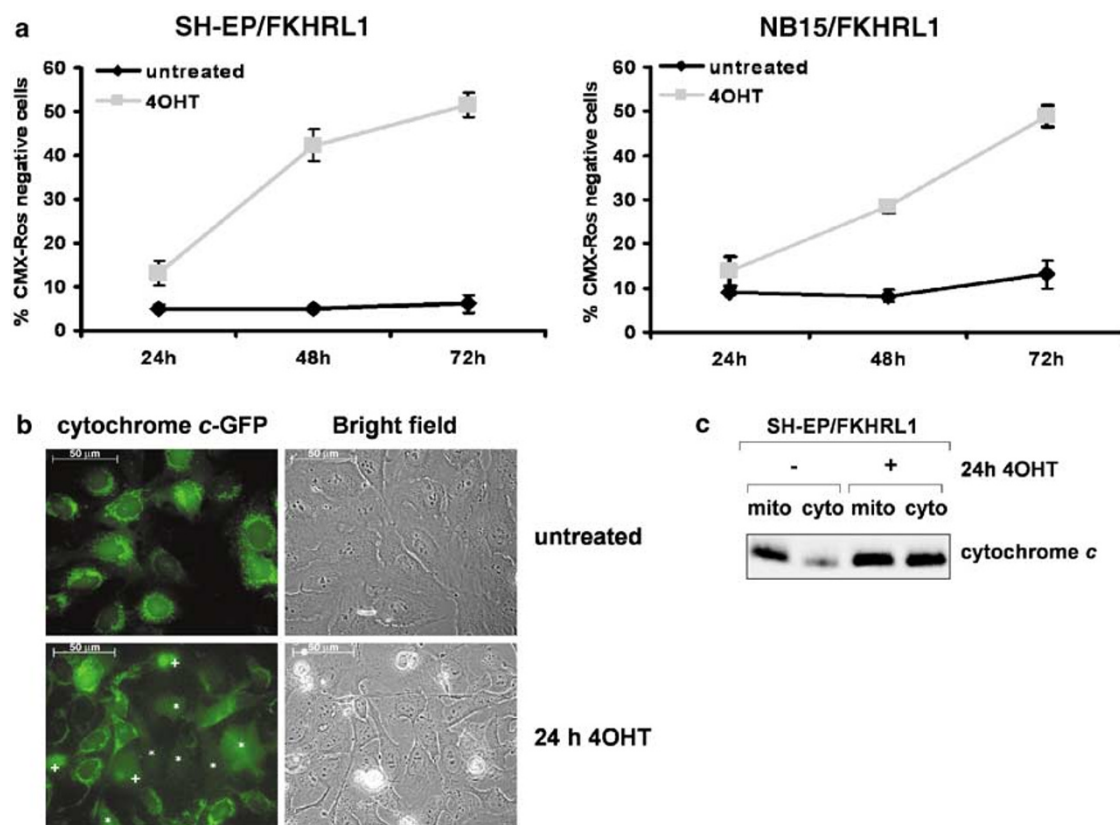 a
SH-EP/FKHRL1
% CMX-Ros negative cells
60
50
40
30
20
10
0
untreated
4OHT
24h
48h
72h
NB15/FKHRL1
% CMX-Ros negative cells
60
50
40
30
20
10
0
untreated
4OHT
24h
48h
72h
b
cytochrome c-GFP
Bright field
50 μm
50 μm
untreated
50 μm
50 μm
24 h 4OHT
c
SH-EP/FKHRL1
- + 24h 4OHT
mito cyto mito cyto
cytochrome c